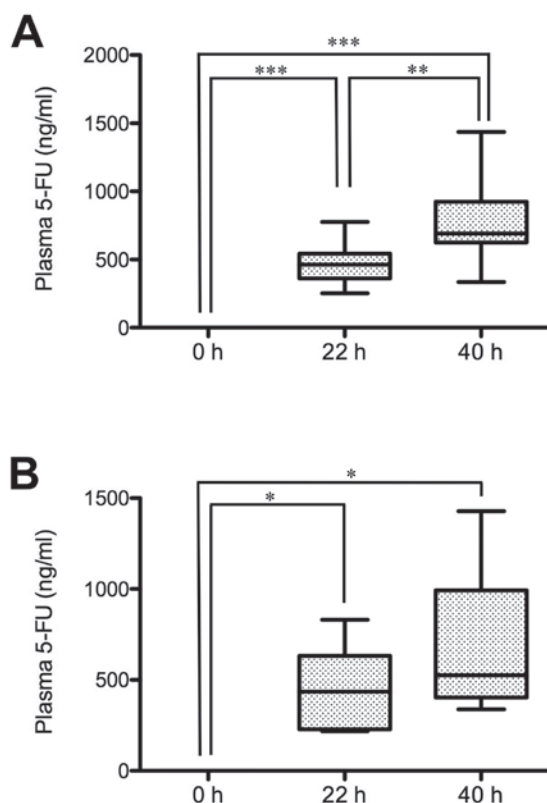 A
***
***
**
2000
1500
1000
500
0
Plasma 5-FU (ng/ml)
0 h
22 h
40 h
B
*
*
1500
1000
500
0
Plasma 5-FU (ng/ml)
0 h
22 h
40 h